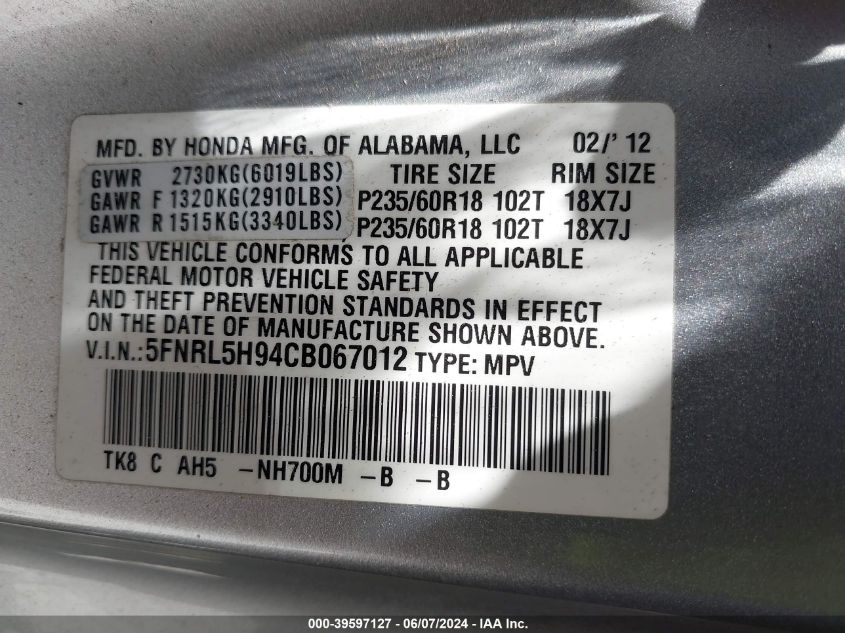 MFD. BY HONDA MFG. OF ALABAMA, LLC 02/'12
GVWR 2730KG(6019LBS) TIRE SIZE RIM SIZE
GAWR F 1320KG(2910LBS) P235/60R18 102T 18X7J
GAWR R 1515KG(3340LBS) P235/60R18 102T 18X7J
THIS VEHICLE CONFORMS TO ALL APPLICABLE
FEDERAL MOTOR VEHICLE SAFETY
AND THEFT PREVENTION STANDARDS IN EFFECT
ON THE DATE OF MANUFACTURE SHOWN ABOVE.
V.I.N.:5FNRL5H94CB067012 TYPE: MPV
TK8 C AH5 -NH700M -B -B
000-39597127 - 06/07/2024 - IAA Inc.